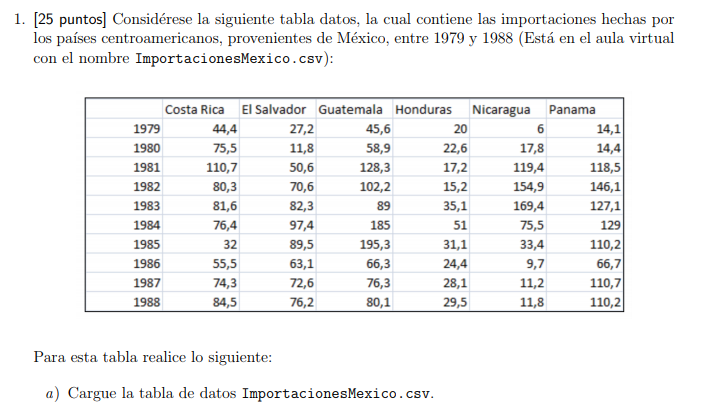 1. [25 puntos] Considérese la siguiente tabla datos, la cual contiene las importaciones hechas por
los países centroamericanos, provenientes de México, entre 1979 y 1988 (Está en el aula virtual
con el nombre ImportacionesMexico.csv):
Costa Rica El Salvador Guatemala Honduras Nicaragua Panama
1979 44,4 27,2 45,6 20 6 14,1
1980 75,5 11,8 58,9 22,6 17,8 14,4
1981 110,7 50,6 128,3 17,2 119,4 118,5
1982 80,3 70,6 102,2 15,2 154,9 146,1
1983 81,6 82,3 89 35,1 169,4 127,1
1984 76,4 97,4 185 51 75,5 129
1985 32 89,5 195,3 31,1 33,4 110,2
1986 55,5 63,1 66,3 24,4 9,7 66,7
1987 74,3 72,6 76,3 28,1 11,2 110,7
1988 84,5 76,2 80,1 29,5 11,8 110,2
Para esta tabla realice lo siguiente:
a) Cargue la tabla de datos ImportacionesMexico.csv.